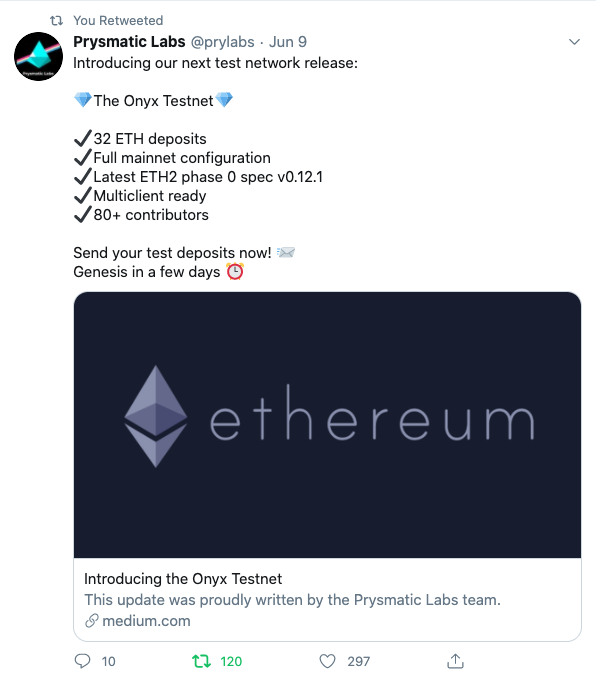 You Retweeted
Prysmatic Labs @prylabs · Jun 9
Prysmatic Labs
Introducing our next test network release:
💎The Onyx Testnet💎
✔32 ETH deposits
✔Full mainnet configuration
✔Latest ETH2 phase 0 spec v0.12.1
✔Multiclient ready
✔80+ contributors
Send your test deposits now! 📨
Genesis in a few days ⏰
ethereum
Introducing the Onyx Testnet
This update was proudly written by the Prysmatic Labs team.
medium.com
10 120 297